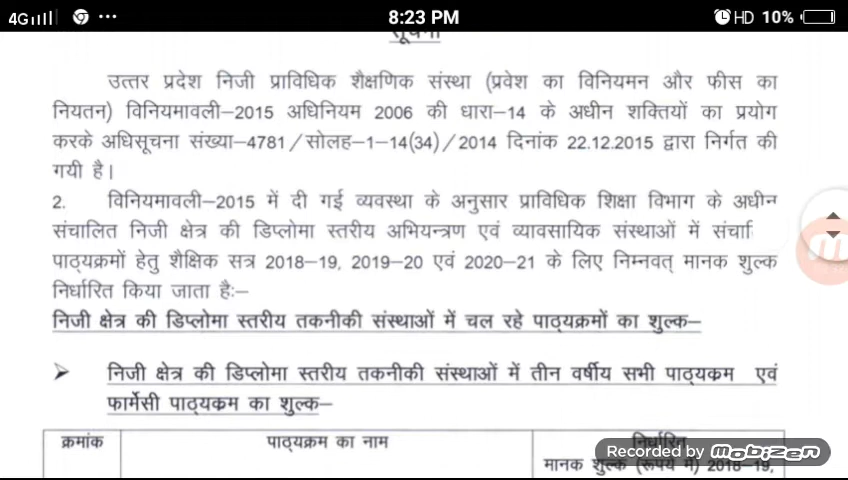 4G 8:23 PM HD 10%
सूचना
उत्तर प्रदेश निजी प्राविधिक शैक्षणिक संस्था (प्रवेश का विनियमन और फीस का
नियतन) विनियमावली–2015 अधिनियम 2006 की धारा–14 के अधीन शक्तियों का प्रयोग
करके अधिसूचना संख्या–4781/सोलह–1–14(34)/2014 दिनांक 22.12.2015 द्वारा निर्गत की
गयी है।
2. विनियमावली–2015 में दी गई व्यवस्था के अनुसार प्राविधिक शिक्षा विभाग के अधीन
संचालित निजी क्षेत्र की डिप्लोमा स्तरीय अभियन्त्रण एवं व्यावसायिक संस्थाओं में
पाठ्यक्रमों हेतु शैक्षिक सत्र 2018–19, 2019–20 एवं 2020–21 के लिए निम्नवत् मानक शुल्क
निर्धारित किया जाता हैः–
निजी क्षेत्र की डिप्लोमा स्तरीय तकनीकी संस्थाओं में चल रहे पाठ्यक्रमों का शुल्क–
➢ निजी क्षेत्र की डिप्लोमा स्तरीय तकनीकी संस्थाओं में तीन वर्षीय सभी पाठ्यक्रम एवं
फार्मेसी पाठ्यक्रम का शुल्क–
क्रमांक पाठ्यक्रम का नाम निर्धारित
मानक शुल्क (रूपये में) 2018–19,
Recorded by mobizen